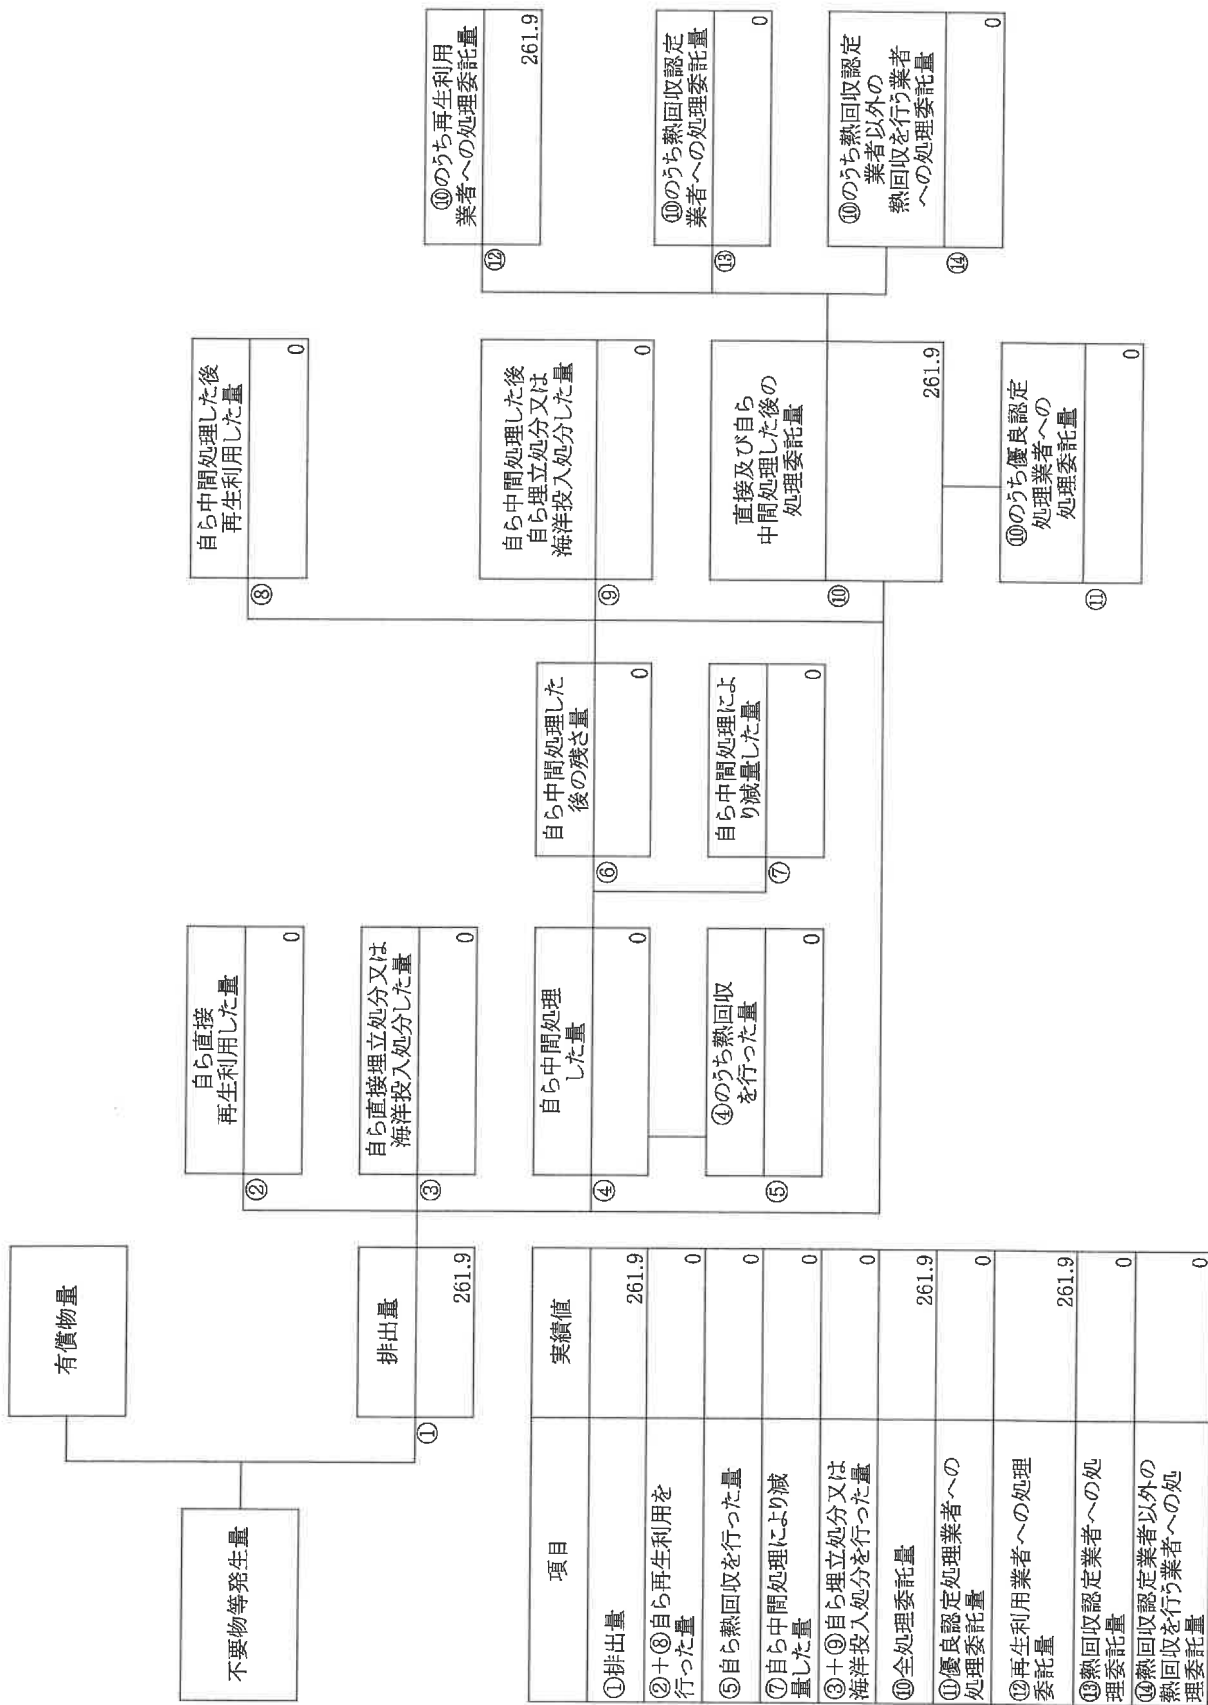 不要物等発生量
有償物量
①
排出量
261.9
②
自ら直接
再生利用した量
0
③
自ら直接埋立処分又は
海洋投入処分した量
0
④
自ら中間処理
した量
0
⑤
④のうち熱回収
を行った量
0
⑥
自ら中間処理した
後の残さ量
0
⑦
自ら中間処理によ
り減量した量
0
⑧
自ら中間処理した後
再生利用した量
0
⑨
自ら中間処理した後
自ら埋立処分又は
海洋投入処分した量
0
⑩
直接及び自ら
中間処理した後の
処理委託量
261.9
⑪
⑩のうち優良認定
処理業者への
処理委託量
0
⑫
⑩のうち再生利用
業者への処理委託量
261.9
⑬
⑩のうち熱回収認定
業者への処理委託量
0
⑭
⑩のうち熱回収認定
業者以外の
熱回収を行う業者
への処理委託量
0
項目 実績値
①排出量 261.9
②+⑧自ら再生利用を
行った量 0
⑤自ら熱回収を行った量 0
⑦自ら中間処理により減
量した量 0
③+⑨自ら埋立処分又は
海洋投入処分を行った量 0
⑩全処理委託量 261.9
⑪優良認定処理業者への
処理委託量 0
⑫再生利用業者への処理
委託量 261.9
⑬熱回収認定業者への処
理委託量 0
⑭熱回収認定業者以外の
熱回収を行う業者への処
理委託量 0